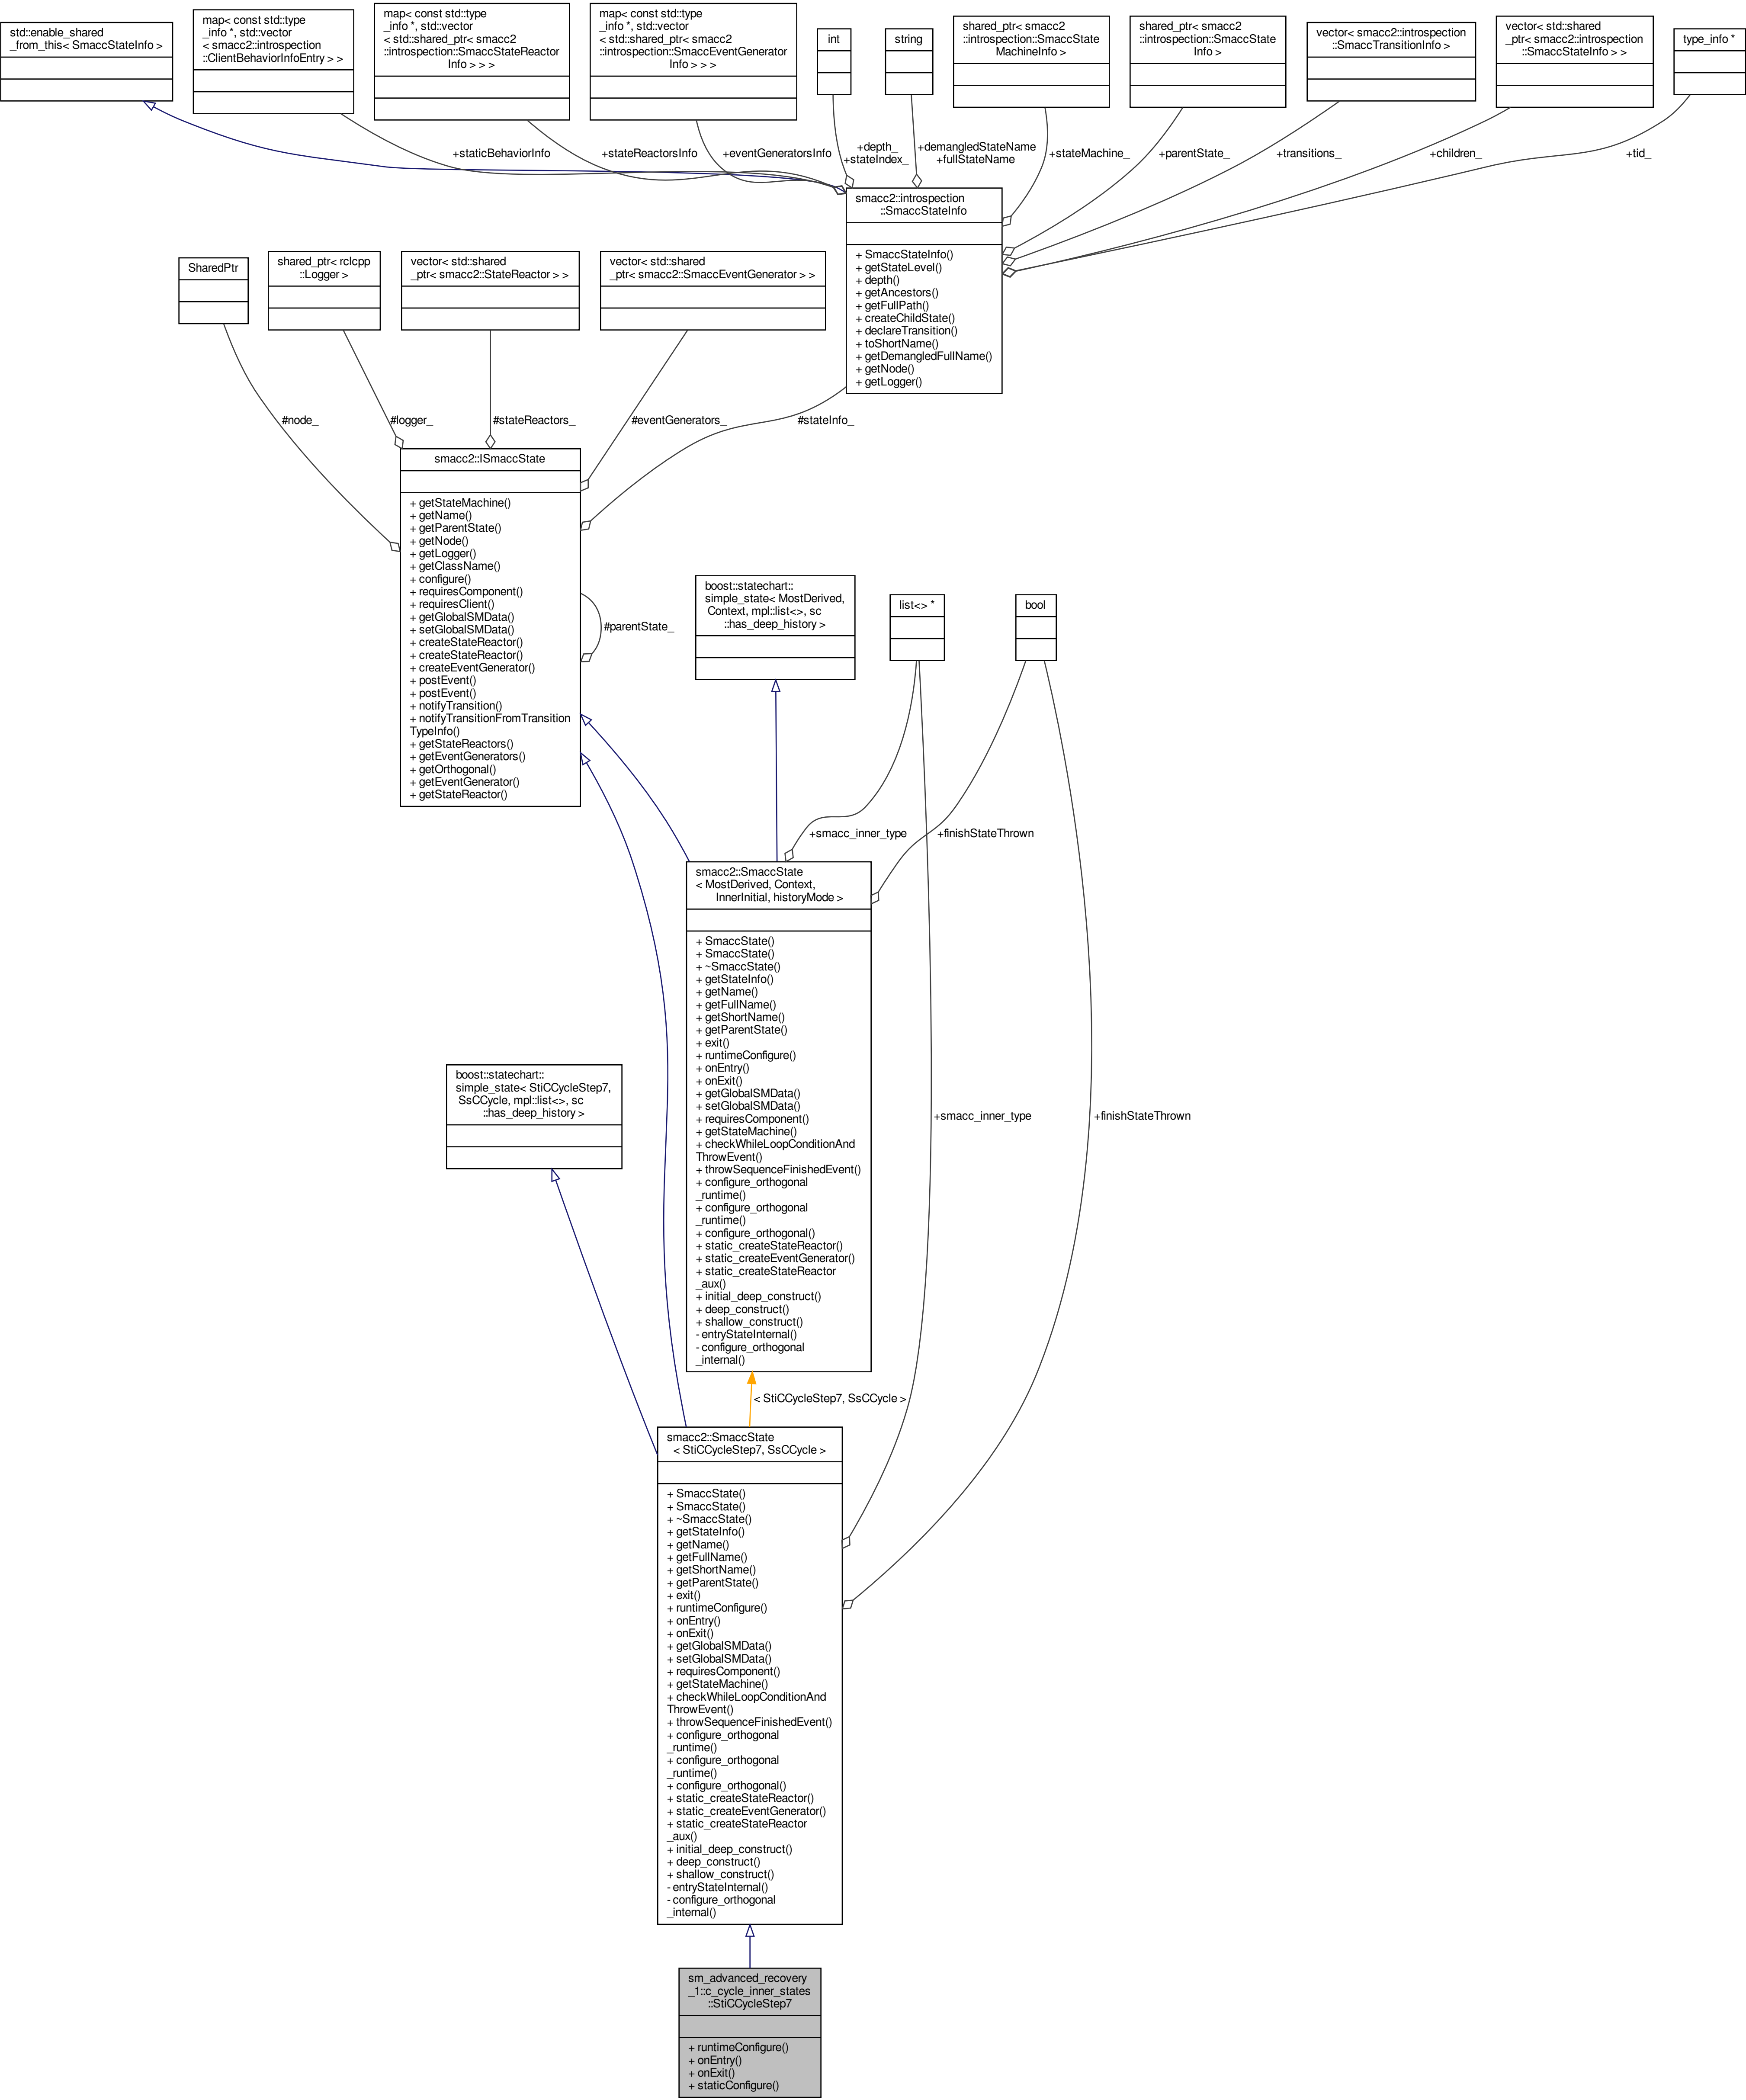 std::enable_shared
_from_this< SmaccStateInfo >
map< const std::type
_info *, std::vector
< smacc2::introspection
::ClientBehaviorInfoEntry > >
map< const std::type
_info *, std::vector
< std::shared_ptr< smacc2
::introspection::SmaccStateReactor
Info > > >
map< const std::type
_info *, std::vector
< std::shared_ptr< smacc2
::introspection::SmaccEventGenerator
Info > > >
int
string
shared_ptr< smacc2
::introspection::SmaccState
MachineInfo >
shared_ptr< smacc2
::introspection::SmaccState
Info >
vector< smacc2::introspection
::SmaccTransitionInfo >
vector< std::shared
_ptr< smacc2::introspection
::SmaccStateInfo > >
type_info *
+staticBehaviorInfo
+stateReactorsInfo
+eventGeneratorsInfo
+depth_
+stateIndex_
+demangledStateName
+fullStateName
+stateMachine_
+parentState_
+transitions_
+children_
+tid_
smacc2::introspection
::SmaccStateInfo
+ SmaccStateInfo()
+ getStateLevel()
+ depth()
+ getAncestors()
+ getFullPath()
+ createChildState()
+ declareTransition()
+ toShortName()
+ getDemangledFullName()
+ getNode()
+ getLogger()
SharedPtr
shared_ptr< rclcpp
::Logger >
vector< std::shared
_ptr< smacc2::StateReactor > >
vector< std::shared
_ptr< smacc2::SmaccEventGenerator > >
#node_
#logger_
#stateReactors_
#eventGenerators_
#stateInfo_
smacc2::ISmaccState
+ getStateMachine()
+ getName()
+ getParentState()
+ getNode()
+ getLogger()
+ getClassName()
+ configure()
+ requiresComponent()
+ requiresClient()
+ getGlobalSMData()
+ setGlobalSMData()
+ createStateReactor()
+ createStateReactor()
+ createEventGenerator()
+ postEvent()
+ postEvent()
+ notifyTransition()
+ notifyTransitionFromTransition
TypeInfo()
+ getStateReactors()
+ getEventGenerators()
+ getOrthogonal()
+ getEventGenerator()
+ getStateReactor()
#parentState_
boost::statechart::
simple_state< MostDerived,
Context, mpl::list<>, sc
::has_deep_history >
list<> *
bool
+smacc_inner_type
+finishStateThrown
smacc2::SmaccState
< MostDerived, Context,
InnerInitial, historyMode >
+ SmaccState()
+ SmaccState()
+ ~SmaccState()
+ getStateInfo()
+ getName()
+ getFullName()
+ getShortName()
+ getParentState()
+ exit()
+ runtimeConfigure()
+ onEntry()
+ onExit()
+ getGlobalSMData()
+ setGlobalSMData()
+ requiresComponent()
+ getStateMachine()
+ checkWhileLoopConditionAnd
ThrowEvent()
+ throwSequenceFinishedEvent()
+ configure_orthogonal
_runtime()
+ configure_orthogonal
_runtime()
+ configure_orthogonal()
+ static_createStateReactor()
+ static_createEventGenerator()
+ static_createStateReactor
_aux()
+ initial_deep_construct()
+ deep_construct()
+ shallow_construct()
- entryStateInternal()
- configure_orthogonal
_internal()
boost::statechart::
simple_state< StiCCycleStep7,
SsCCycle, mpl::list<>, sc
::has_deep_history >
+smacc_inner_type
+finishStateThrown
< StiCCycleStep7, SsCCycle >
smacc2::SmaccState
< StiCCycleStep7, SsCCycle >
+ SmaccState()
+ SmaccState()
+ ~SmaccState()
+ getStateInfo()
+ getName()
+ getFullName()
+ getShortName()
+ getParentState()
+ exit()
+ runtimeConfigure()
+ onEntry()
+ onExit()
+ getGlobalSMData()
+ setGlobalSMData()
+ requiresComponent()
+ getStateMachine()
+ checkWhileLoopConditionAnd
ThrowEvent()
+ throwSequenceFinishedEvent()
+ configure_orthogonal
_runtime()
+ configure_orthogonal
_runtime()
+ configure_orthogonal()
+ static_createStateReactor()
+ static_createEventGenerator()
+ static_createStateReactor
_aux()
+ initial_deep_construct()
+ deep_construct()
+ shallow_construct()
- entryStateInternal()
- configure_orthogonal
_internal()
sm_advanced_recovery
_1::c_cycle_inner_states
::StiCCycleStep7
+ runtimeConfigure()
+ onEntry()
+ onExit()
+ staticConfigure()